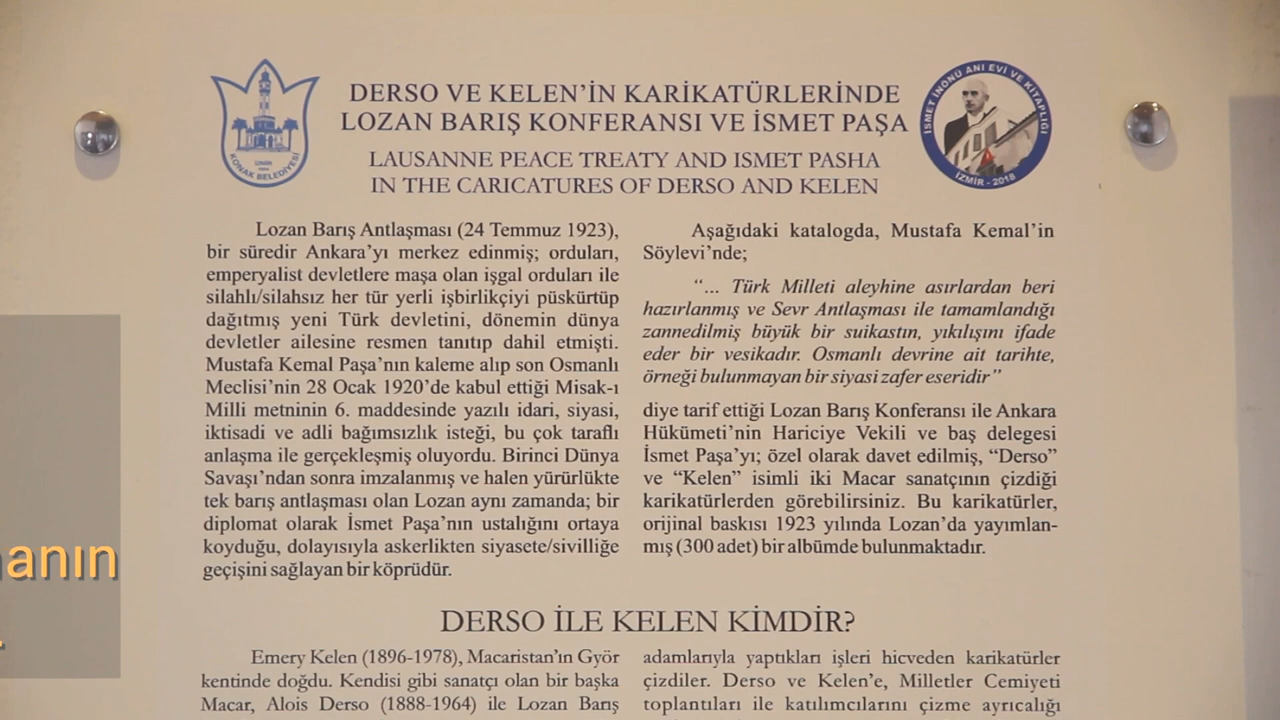 DERSO VE KELEN'İN KARİKATÜRLERİNDE
LOZAN BARIŞ KONFERANSI VE İSMET PAŞA
LAUSANNE PEACE TREATY AND ISMET PASHA
IN THE CARICATURES OF DERSO AND KELEN
İZMİR
KONAK BELEDİYESİ
İSMET İNÖNÜ ANI EVİ VE KİTAPLIĞI
İZMİR - 2018
Lozan Barış Antlaşması (24 Temmuz 1923),
bir süredir Ankara'yı merkez edinmiş; orduları,
emperyalist devletlere maşa olan işgal orduları ile
silahlı/silahsız her tür yerli işbirlikçiyi püskürtüp
dağıtmış yeni Türk devletini, dönemin dünya
devletler ailesine resmen tanıtıp dahil etmişti.
Mustafa Kemal Paşa'nın kaleme alıp son Osmanlı
Meclisi'nin 28 Ocak 1920'de kabul ettiği Misak-ı
Milli metninin 6. maddesinde yazılı idari, siyasi,
iktisadi ve adli bağımsızlık isteği, bu çok taraflı
anlaşma ile gerçekleşmiş oluyordu. Birinci Dünya
Savaşı'ndan sonra imzalanmış ve halen yürürlükte
tek barış antlaşması olan Lozan aynı zamanda; bir
diplomat olarak İsmet Paşa'nın ustalığını ortaya
koyduğu, dolayısıyla askerlikten siyasete/sivilliğe
geçişini sağlayan bir köprüdür.
Aşağıdaki katalogda, Mustafa Kemal'in
Söylevi'nde;
"... Türk Milleti aleyhine asırlardan beri
hazırlanmış ve Sevr Antlaşması ile tamamlandığı
zannedilmiş büyük bir suikastın, yıkılışını ifade
eder bir vesikadır. Osmanlı devrine ait tarihte,
örneği bulunmayan bir siyasi zafer eseridir"
diye tarif ettiği Lozan Barış Konferansı ile Ankara
Hükümeti'nin Hariciye Vekili ve baş delegesi
İsmet Paşa'yı; özel olarak davet edilmiş, "Derso"
ve "Kelen" isimli iki Macar sanatçının çizdiği
karikatürlerden görebilirsiniz. Bu karikatürler,
orijinal baskısı 1923 yılında Lozan'da yayımlan-
mış (300 adet) bir albümde bulunmaktadır.
anın
DERSO İLE KELEN KİMDİR?
Emery Kelen (1896-1978), Macaristan'ın Györ
kentinde doğdu. Kendisi gibi sanatçı olan bir başka
Macar, Alois Derso (1888-1964) ile Lozan Barış
adamlarıyla yaptıkları işleri hicveden karikatürler
çizdiler. Derso ve Kelen'e, Milletler Cemiyeti
toplantıları ile katılımcılarını çizme ayrıcalığı